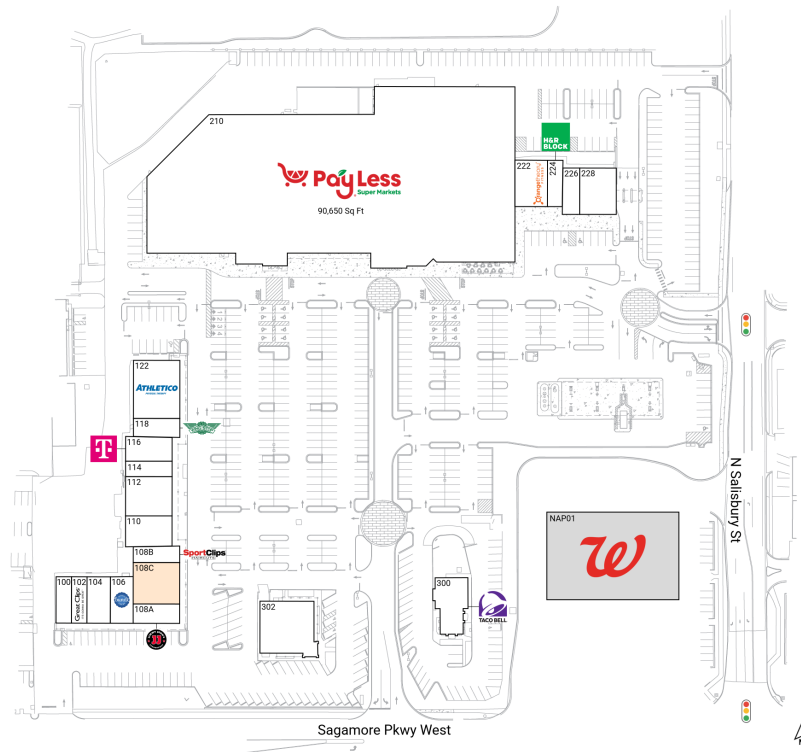 210
PayLess
Super Markets
90,650 Sq Ft
H&R
BLOCK
222
224
226
228
122
ATHLETICO
118
116
T
114
112
110
108B
SportClips
108C
100
102
104
106
Great Clips
108A
JJ
302
300
TACO BELL
NAP01
W
N Salisbury St
Sagamore Pkwy West